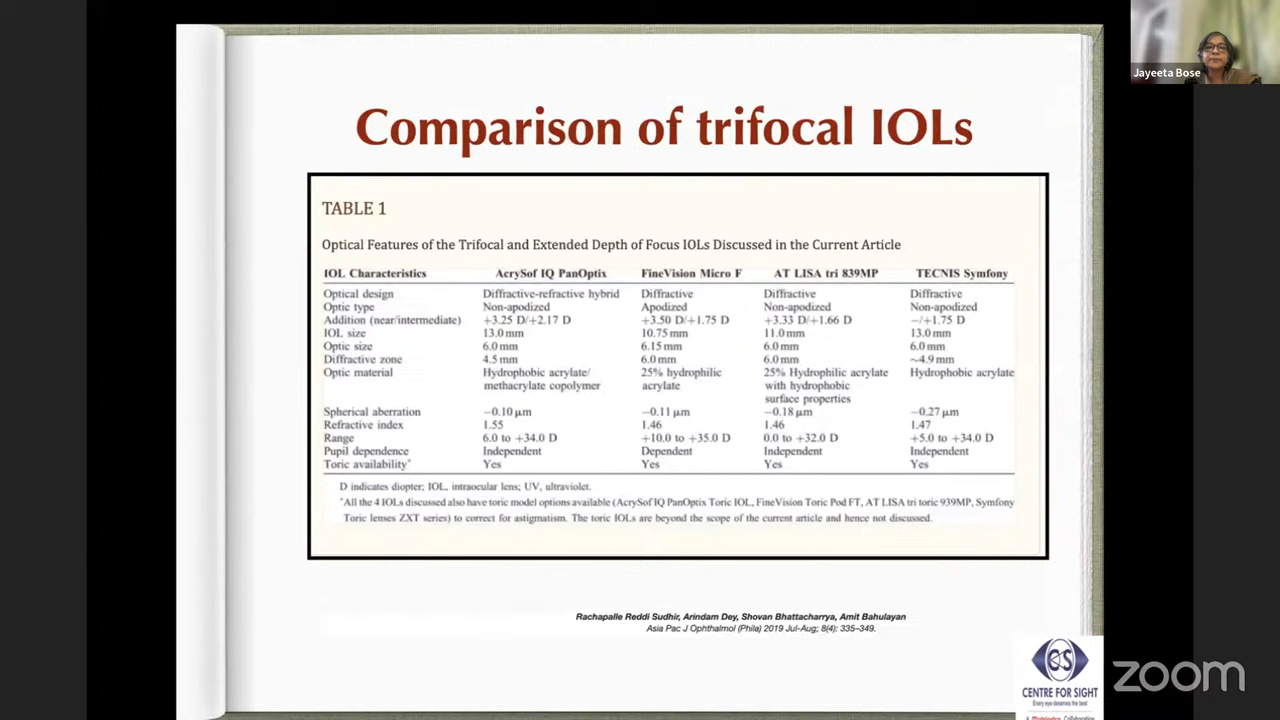 Jayeeta Bose
Comparison of trifocal IOLs
TABLE 1
Optical Features of the Trifocal and Extended Depth of Focus IOLs Discussed in the Current Article
IOL Characteristics AcrySof IQ PanOptix FineVision Micro F AT LISA tri 839MP TECNIS Symfony
Optical design Diffractive-refractive hybrid Diffractive Diffractive Diffractive
Optic type Non-apodized Apodized Non-apodized Non-apodized
Addition (near/intermediate) +3.25 D/+2.17 D +3.50 D/+1.75 D +3.33 D/+1.66 D −/+1.75 D
IOL size 13.0 mm 10.75 mm 11.0 mm 13.0 mm
Optic size 6.0 mm 6.15 mm 6.0 mm 6.0 mm
Diffractive zone 4.5 mm 6.0 mm 6.0 mm ~4.9 mm
Optic material Hydrophobic acrylate/ 25% hydrophilic 25% Hydrophilic acrylate Hydrophobic acrylate
methacrylate copolymer acrylate with hydrophobic
surface properties
Spherical aberration −0.10 μm −0.11 μm −0.18 μm −0.27 μm
Refractive index 1.55 1.46 1.46 1.47
Range 6.0 to +34.0 D +10.0 to +35.0 D 0.0 to +32.0 D +5.0 to +34.0 D
Pupil dependence Independent Dependent Independent Independent
Toric availability* Yes Yes Yes Yes
D indicates diopter; IOL, intraocular lens; UV, ultraviolet.
*All the 4 IOLs discussed also have toric model options available (AcrySof IQ PanOptix Toric IOL, FineVision Toric Pod FT, AT LISA tri toric 939MP, Symfony
Toric lenses ZXT series) to correct for astigmatism. The toric IOLs are beyond the scope of the current article and hence not discussed.
Rachapalle Reddi Sudhir, Arindam Dey, Shovan Bhattacharrya, Amit Bahulayan
Asia Pac J Ophthalmol (Phila) 2019 Jul-Aug; 8(4): 335–349.
CS
CENTRE FOR SIGHT
Every eye deserves the best
zoom